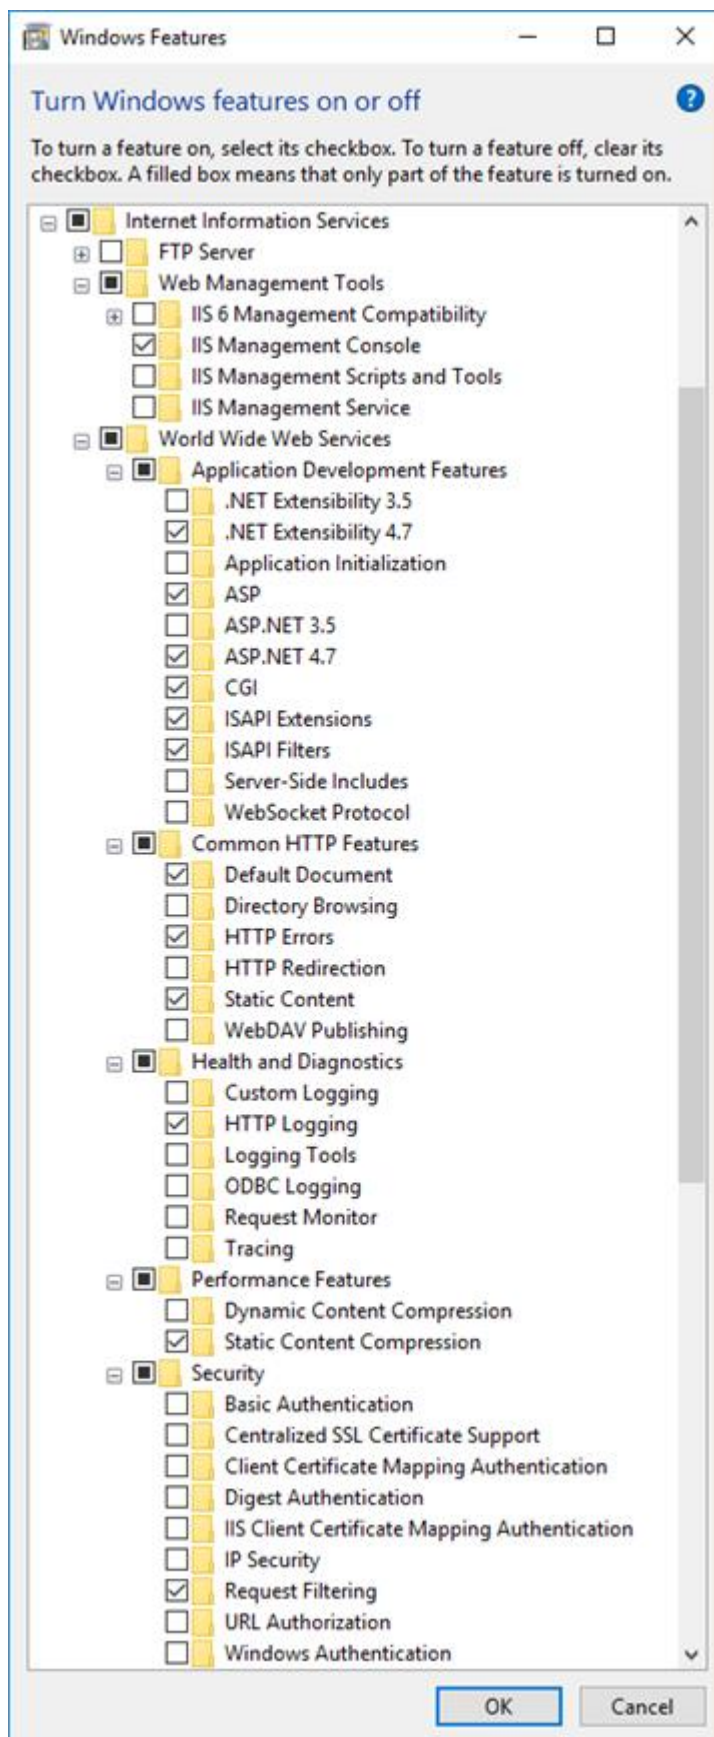 Windows Features
Turn Windows features on or off
To turn a feature on, select its checkbox. To turn a feature off, clear its
checkbox. A filled box means that only part of the feature is turned on.
Internet Information Services
FTP Server
Web Management Tools
IIS 6 Management Compatibility
IIS Management Console
IIS Management Scripts and Tools
IIS Management Service
World Wide Web Services
Application Development Features
.NET Extensibility 3.5
.NET Extensibility 4.7
Application Initialization
ASP
ASP.NET 3.5
ASP.NET 4.7
CGI
ISAPI Extensions
ISAPI Filters
Server-Side Includes
WebSocket Protocol
Common HTTP Features
Default Document
Directory Browsing
HTTP Errors
HTTP Redirection
Static Content
WebDAV Publishing
Health and Diagnostics
Custom Logging
HTTP Logging
Logging Tools
ODBC Logging
Request Monitor
Tracing
Performance Features
Dynamic Content Compression
Static Content Compression
Security
Basic Authentication
Centralized SSL Certificate Support
Client Certificate Mapping Authentication
Digest Authentication
IIS Client Certificate Mapping Authentication
IP Security
Request Filtering
URL Authorization
Windows Authentication
OK Cancel